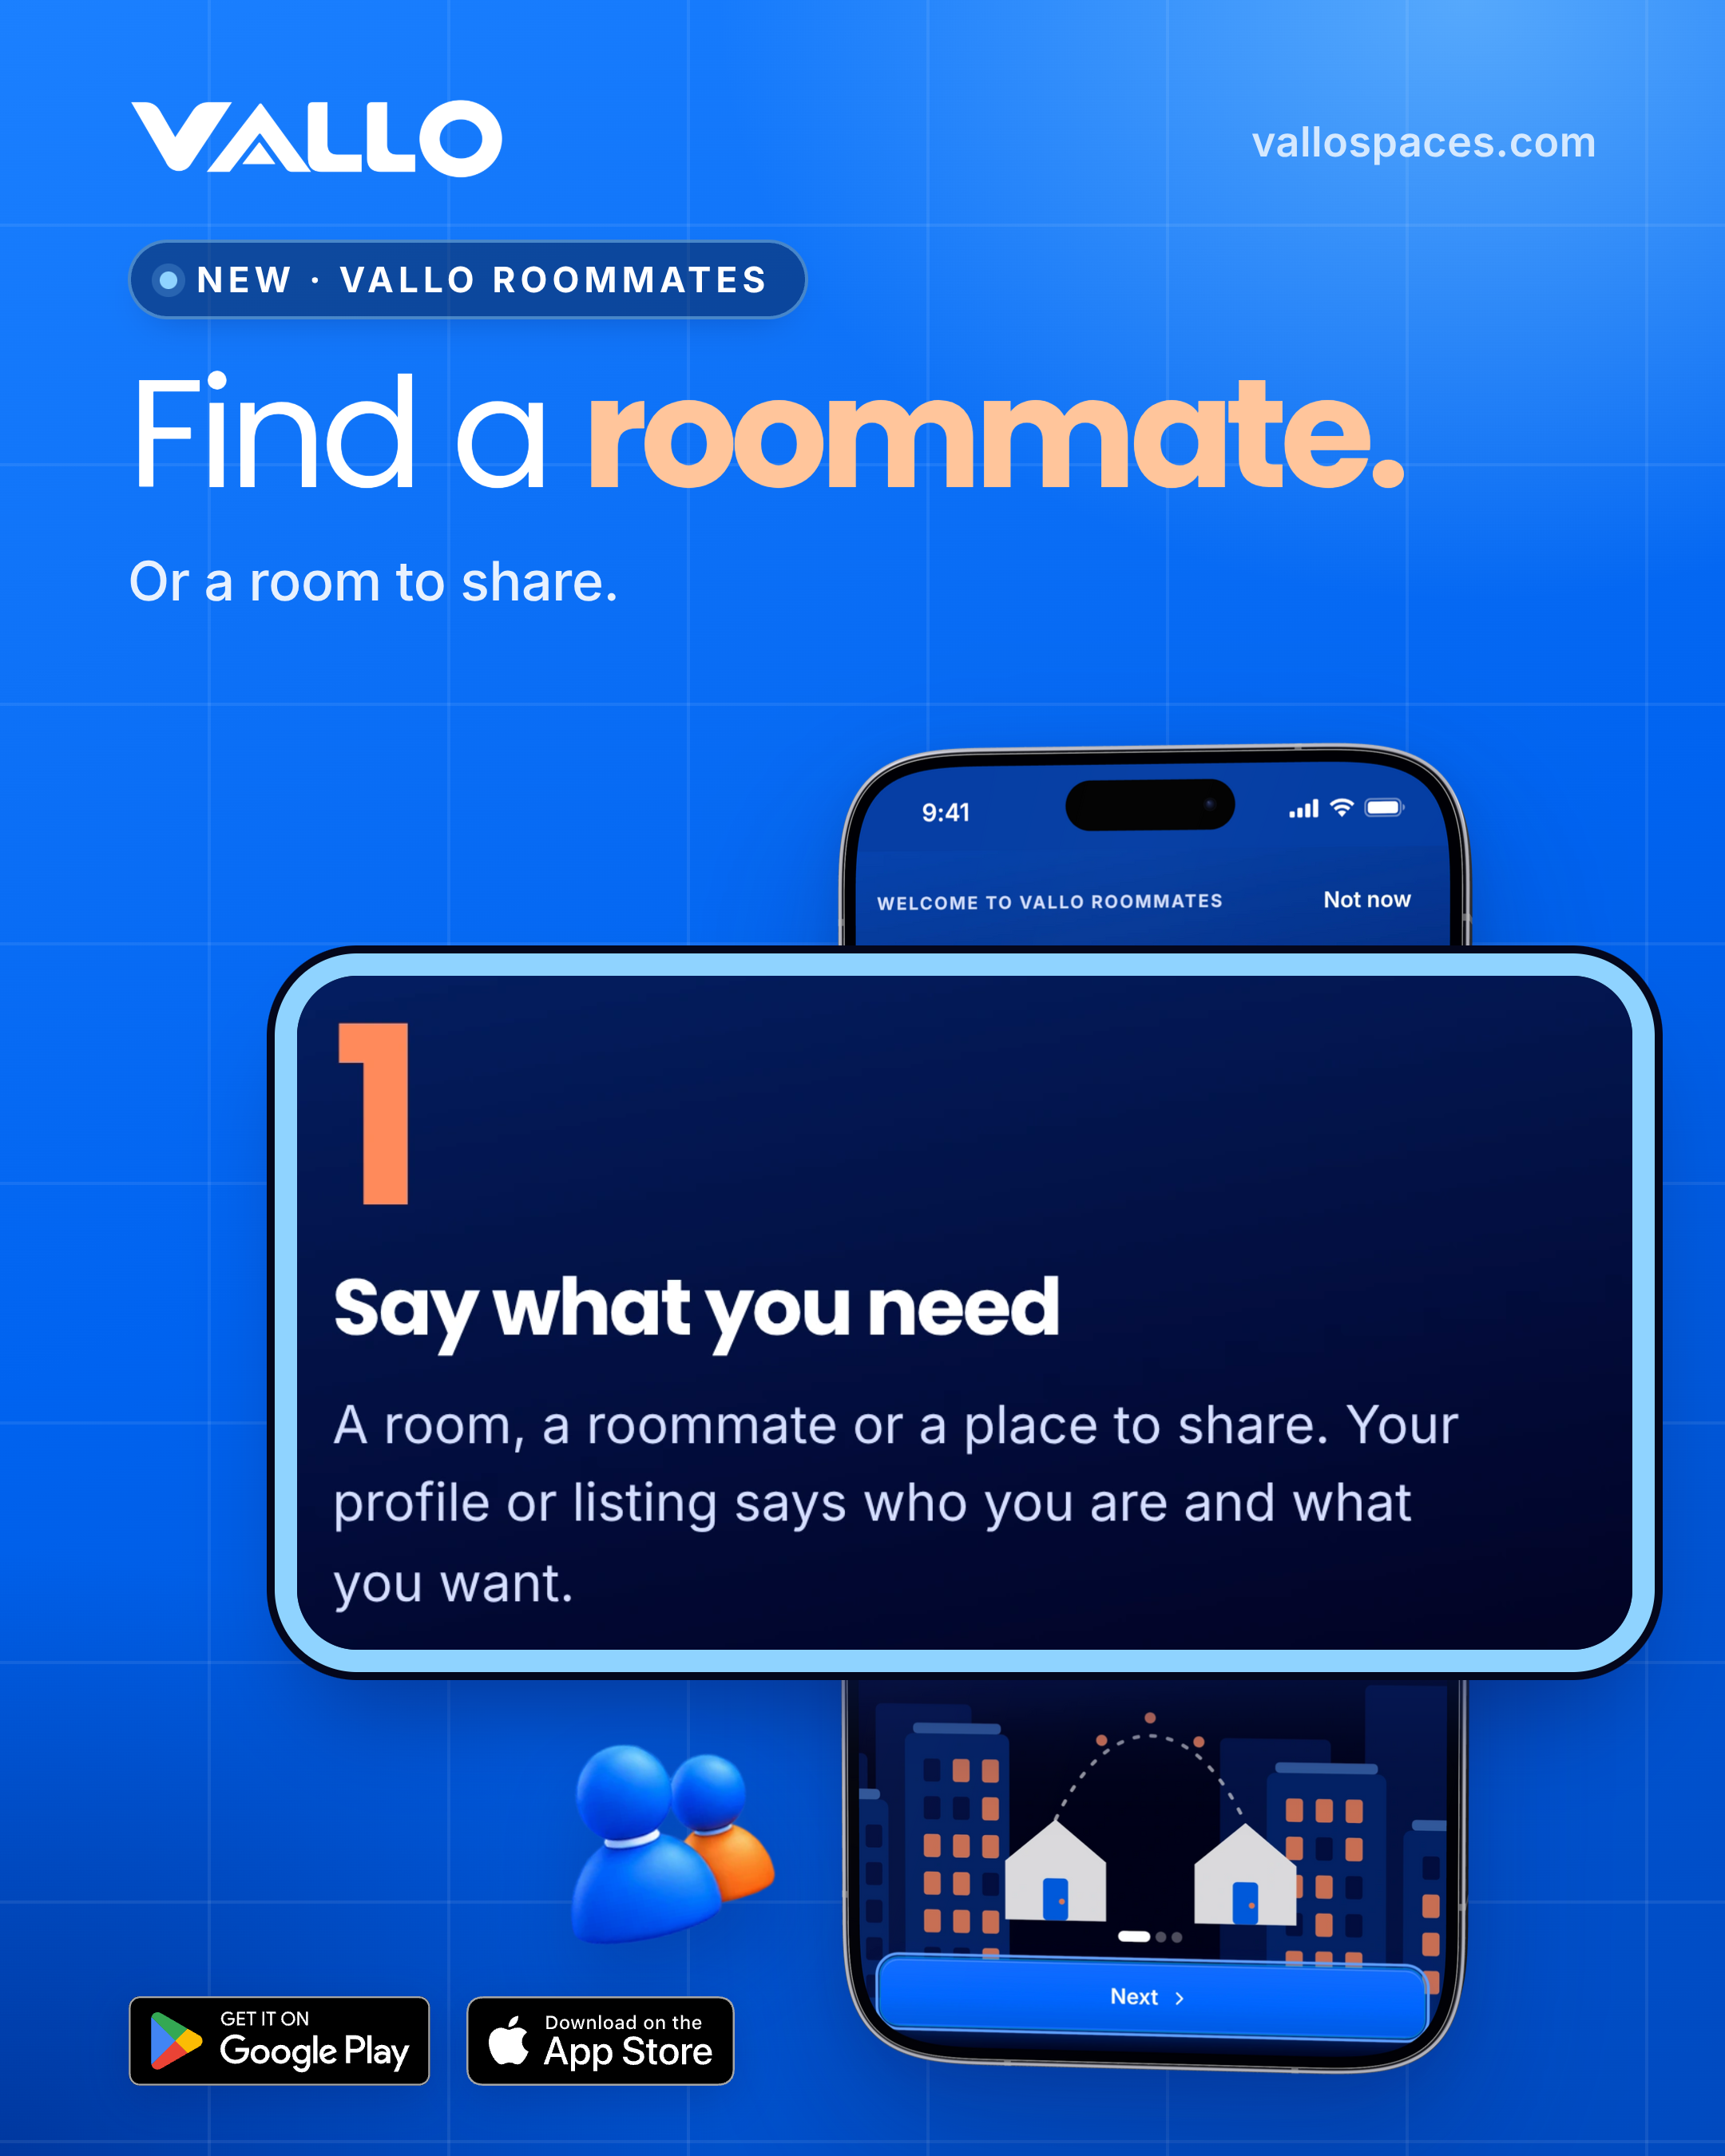 VALLO
vallospaces.com
NEW · VALLO ROOMMATES
Find a roommate.
Or a room to share.
9:41
WELCOME TO VALLO ROOMMATES
Not now
1
Say what you need
A room, a roommate or a place to share. Your
profile or listing says who you are and what
you want.
Next
GET IT ON
Google Play
Download on the
App Store